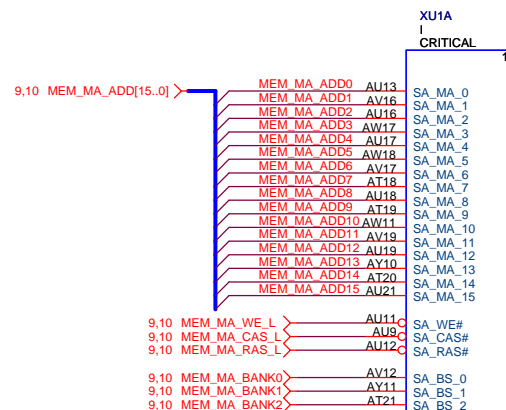 XU1A
I
CRITICAL
1
9,10 MEM_MA_ADD[15..0]
MEM_MA_ADD0 AU13 SA_MA_0
MEM_MA_ADD1 AV16 SA_MA_1
MEM_MA_ADD2 AU16 SA_MA_2
MEM_MA_ADD3 AW17 SA_MA_3
MEM_MA_ADD4 AU17 SA_MA_4
MEM_MA_ADD5 AW18 SA_MA_5
MEM_MA_ADD6 AV17 SA_MA_6
MEM_MA_ADD7 AT18 SA_MA_7
MEM_MA_ADD8 AU18 SA_MA_8
MEM_MA_ADD9 AT19 SA_MA_9
MEM_MA_ADD10 AW11 SA_MA_10
MEM_MA_ADD11 AV19 SA_MA_11
MEM_MA_ADD12 AU19 SA_MA_12
MEM_MA_ADD13 AY10 SA_MA_13
MEM_MA_ADD14 AT20 SA_MA_14
MEM_MA_ADD15 AU21 SA_MA_15
9,10 MEM_MA_WE_L AU11 SA_WE#
9,10 MEM_MA_CAS_L AU9 SA_CAS#
9,10 MEM_MA_RAS_L AU12 SA_RAS#
9,10 MEM_MA_BANK0 AV12 SA_BS_0
9,10 MEM_MA_BANK1 AY11 SA_BS_1
9,10 MEM_MA_BANK2 AT21 SA_BS_2